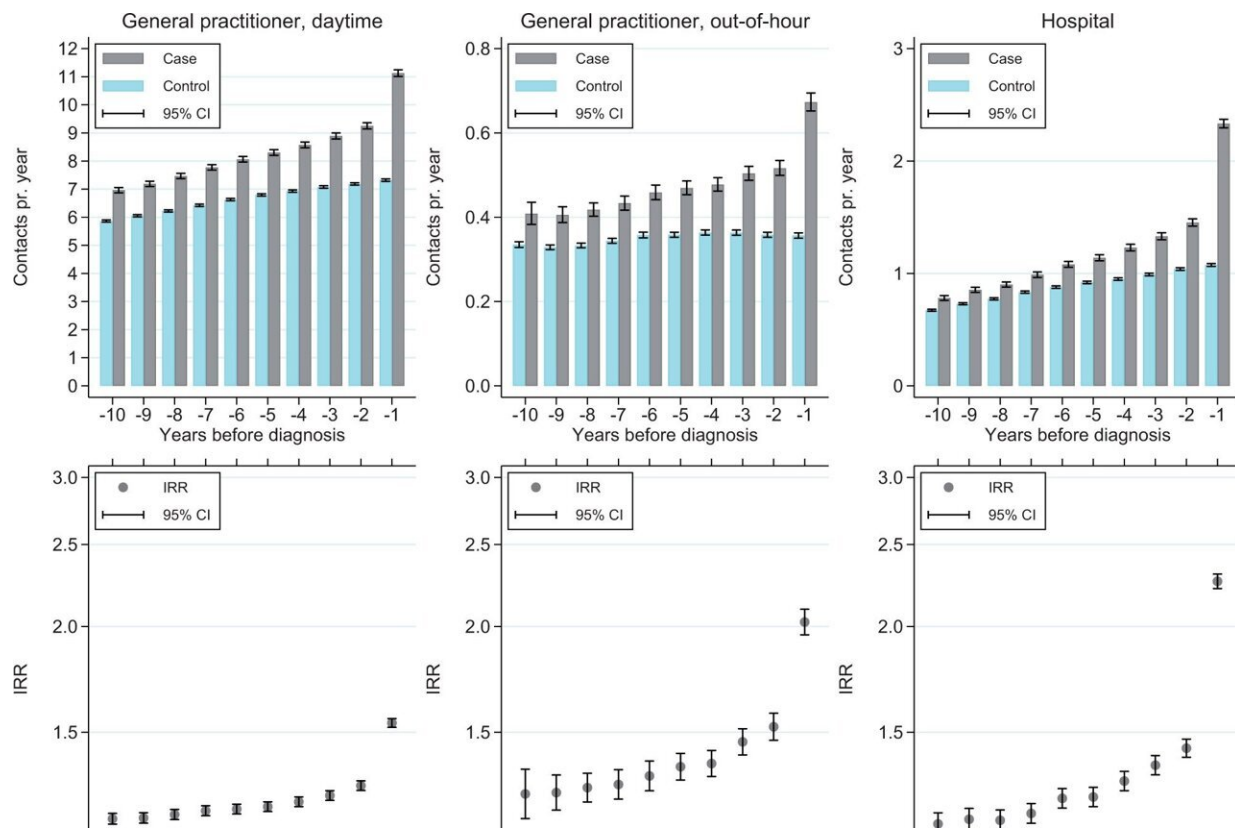 General practitioner, daytime
12
11
10
9
8
7
6
5
4
3
2
1
0
Contacts pr. year
Case
Control
95% CI
-10 -9 -8 -7 -6 -5 -4 -3 -2 -1
Years before diagnosis
General practitioner, out-of-hour
0.8
0.6
0.4
0.2
0.0
Contacts pr. year
Case
Control
95% CI
-10 -9 -8 -7 -6 -5 -4 -3 -2 -1
Years before diagnosis
Hospital
3
2
1
0
Contacts pr. year
Case
Control
95% CI
-10 -9 -8 -7 -6 -5 -4 -3 -2 -1
Years before diagnosis
3.0
2.5
2.0
1.5
IRR
IRR
95% CI
3.0
2.5
2.0
1.5
IRR
IRR
95% CI
3.0
2.5
2.0
1.5
IRR
IRR
95% CI